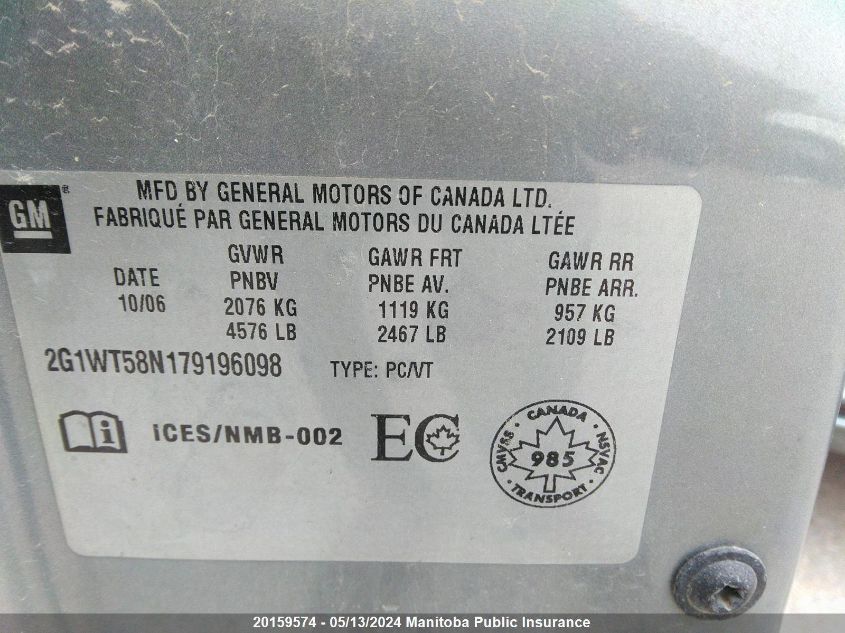 GM ®
MFD BY GENERAL MOTORS OF CANADA LTD.
FABRIQUÉ PAR GENERAL MOTORS DU CANADA LTÉE
DATE
10/06
GVWR
PNBV
2076 KG
4576 LB
GAWR FRT
PNBE AV.
1119 KG
2467 LB
GAWR RR
PNBE ARR.
957 KG
2109 LB
2G1WT58N179196098 TYPE: PC/VT
i ICES/NMB-002 EC
CANADA
CMVSS 985 NSVAC
TRANSPORT
20159574 - 05/13/2024 Manitoba Public Insurance